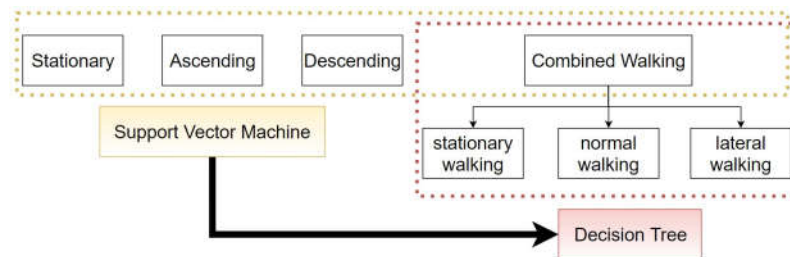 Stationary
Ascending
Descending
Combined Walking
Support Vector Machine
stationary
walking
normal
walking
lateral
walking
Decision Tree